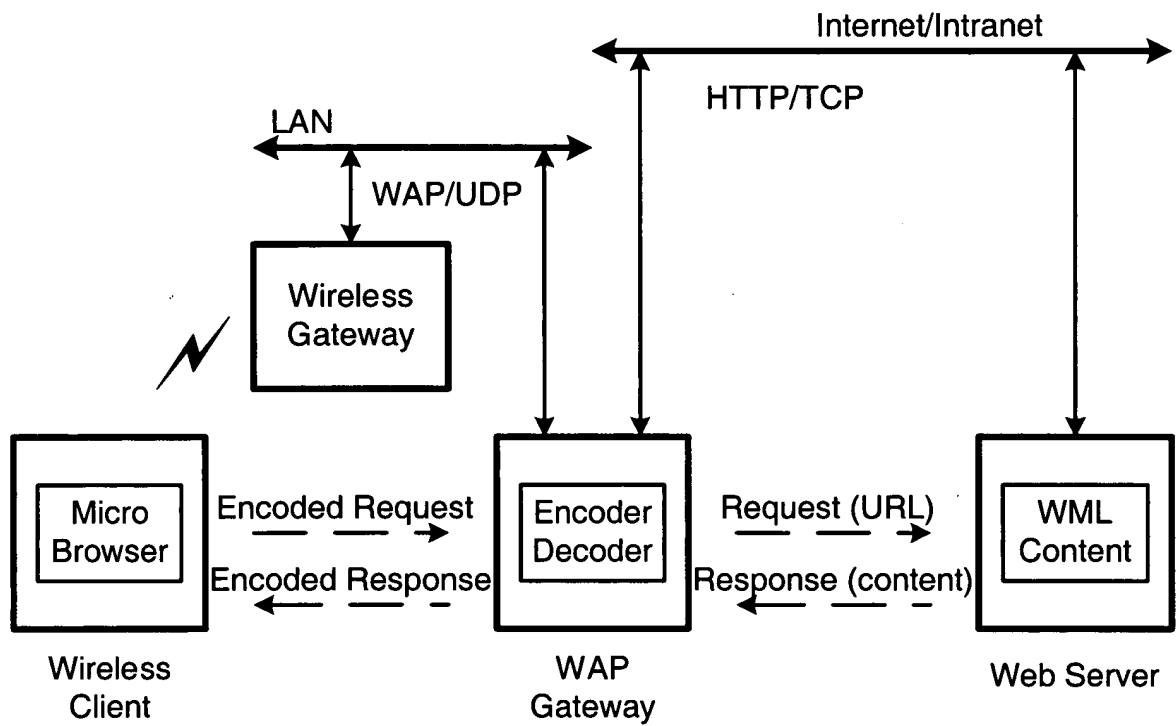 Internet/Intranet
HTTP/TCP
LAN
WAP/UDP
Wireless
Gateway
Micro
Browser
Encoded Request
Encoded Response
Encoder
Decoder
Request (URL)
Response (content)
WML
Content
Wireless
Client
WAP
Gateway
Web Server